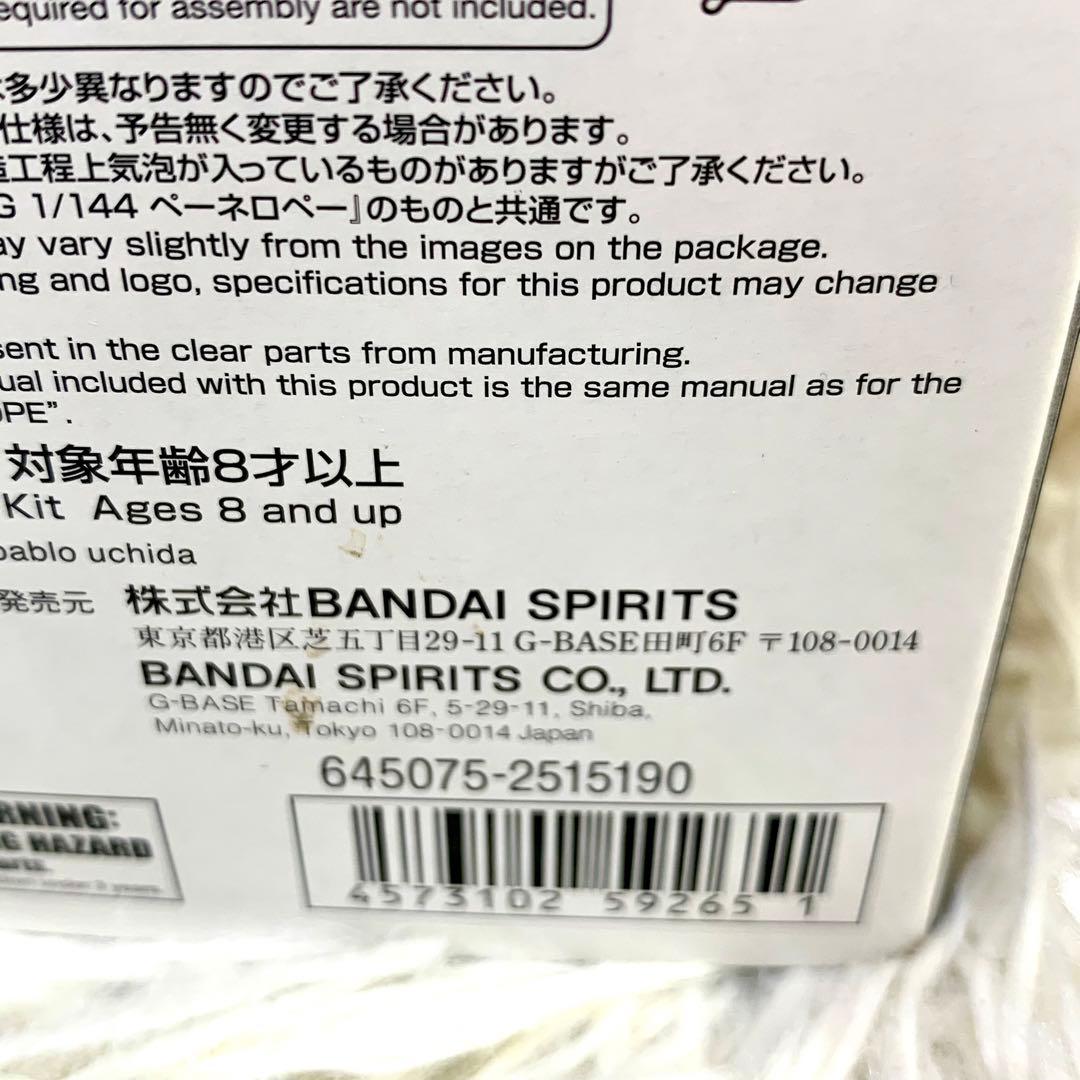 equired for assembly are not included.
は多少異なりますのでご了承ください。
仕様は、予告無く変更する場合があります。
造工程上気泡が入っているものがありますがご了承ください。
G 1/144 ペーネロペー』のものと共通です。
ay vary slightly from the images on the package.
ng and logo, specifications for this product may change
sent in the clear parts from manufacturing.
ual included with this product is the same manual as for the
OPE".
対象年齢8才以上
Kit Ages 8 and up
pablo uchida
発売元 株式会社BANDAI SPIRITS
東京都港区芝五丁目29-11 G-BASE田町6F 〒108-0014
BANDAI SPIRITS CO., LTD.
G-BASE Tamachi 6F, 5-29-11, Shiba,
Minato-ku, Tokyo 108-0014 Japan
645075-2515190
ARNING:
G HAZARD
arts.
under 3 years.
4573102 592651